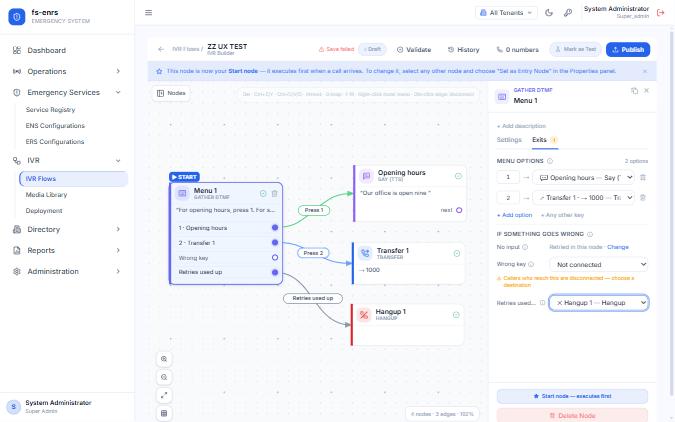 fs-enrs
EMERGENCY-SYSTEM
Dashboard
Operations
Emergency Services
Service Registry
ENS Configurations
ERS Configurations
IVR
IVR Flows
Media Library
Deployment
Directory
Reports
Administration
S
System Administrator
Super Admin
All Tenants
System Administrator
Super_admin
IVR Flows /
ZZ UX TEST
IVR Builder
Save failed
Draft
Validate
History
0 numbers
Mark as Test
Publish
This node is now your Start node — it executes first when a call arrives. To change it, select any other node and choose "Set as Entry Node" in the Properties panel.
Nodes
START
Menu 1
GATHER DTMF
"For opening hours, press 1. For s...
1 · Opening hours
2 · Transfer 1
Wrong key
Retries used up
Press 1
Press 2
Retries used up
Opening hours
SAY (TTS)
"Our office is open nine "
next
Transfer 1
TRANSFER
→ 1000
Hangup 1
HANGUP
4 nodes · 3 edges · 102%
GATHER DTMF
Menu 1
+ Add description
Settings
Exits
MENU OPTIONS
2 options
1
→
Opening hours — Say (T
2
→
Transfer 1 · → 1000 — Tr
+ Add option
+ Any other key
IF SOMETHING GOES WRONG
No input
Retried in this node · Change
Wrong key
Not connected
Callers who reach this are disconnected — choose a
destination
Retries used...
Hangup 1 — Hangup
Start node — executes first
Delete Node